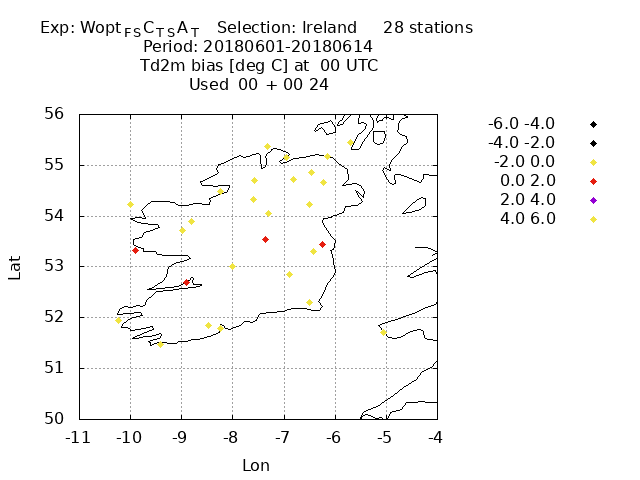 Exp: WoptFSCTSAT Selection: Ireland 28 stations
Period: 20180601-20180614
Td2m bias [deg C] at 00 UTC
Used 00 + 00 24
-6.0 -4.0
-4.0 -2.0
-2.0 0.0
0.0 2.0
2.0 4.0
4.0 6.0
56
55
54
53
52
51
50
Lat
-11 -10 -9 -8 -7 -6 -5 -4
Lon